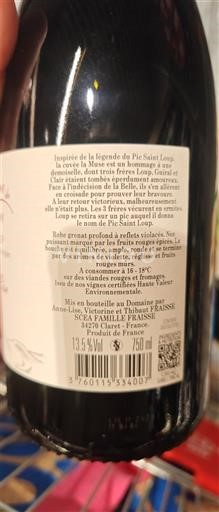 Inspirée de la légende du Pic Saint Loup,
la cuvée la Muse est un hommage à une
demoiselle, dont trois frères Loup, Guiral et
Clair étaient tombés éperdument amoureux.
Face à l'indécision de la Belle, ils s'en allèrent
en croisade pour prouver leur bravoure.
A leur retour victorieux, malheureusement
elle n'était plus. Les 3 frères vécurent en ermites
Loup se retira sur un pic auquel il donna
le nom de Pic Saint Loup.
Robe grenat profond à reflets violacés. Nez
puissant marqué par les fruits rouges épicés. La
bouche est équilibrée, ample, ronde et se termine
par des arômes de violette, réglisse et fruits
rouges murs.
A consommer à 16 - 18°C
sur des viandes rouges et fromages.
Issu de nos vignes certifiées Haute Valeur
Environnementale.
Mis en bouteille au Domaine par
Anne-Lise, Victorine et Thibaut FRAISSE
SCEA FAMILLE FRAISSE
34270 Claret - France.
Produit de France
13.5%Vol 750 ml
3 760115 334007